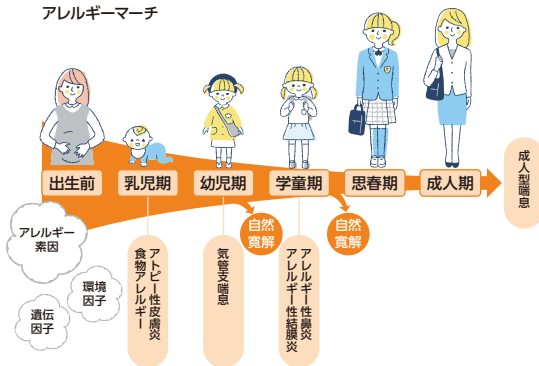 アレルギーマーチ
出生前
乳児期
幼児期
学童期
思春期
成人期
成人型喘息
アレルギー
素因
環境
因子
遺伝
因子
アトピー性皮膚炎
食物アレルギー
気管支喘息
自然
寛解
アレルギー性鼻炎
アレルギー性結膜炎
自然
寛解